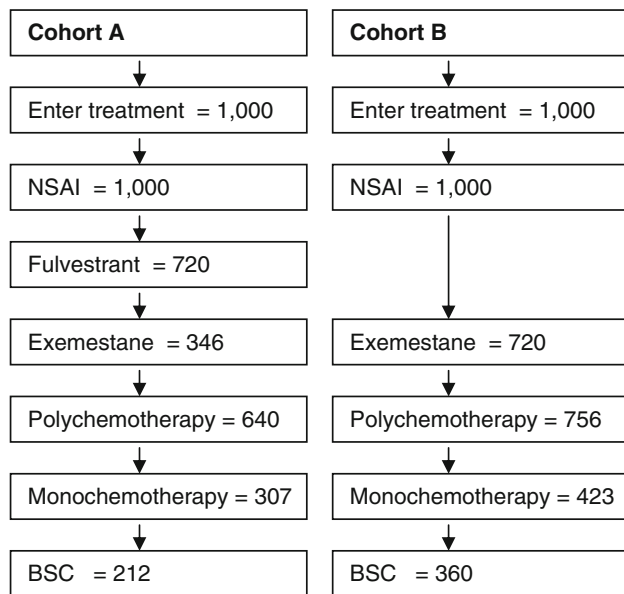 Cohort A
Enter treatment = 1,000
NSAI = 1,000
Fulvestrant = 720
Exemestane = 346
Polychemotherapy = 640
Monochemotherapy = 307
BSC = 212
Cohort B
Enter treatment = 1,000
NSAI = 1,000
Exemestane = 720
Polychemotherapy = 756
Monochemotherapy = 423
BSC = 360